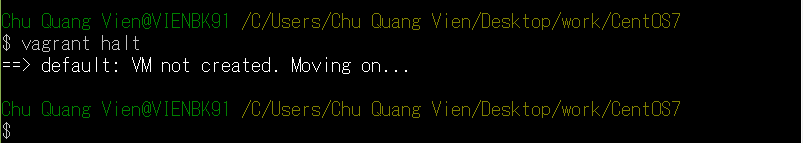 Chu Quang Vien@VIENBK91 /C/Users/Chu Quang Vien/Desktop/work/CentOS7
$ vagrant halt
==> default: VM not created. Moving on...
Chu Quang Vien@VIENBK91 /C/Users/Chu Quang Vien/Desktop/work/CentOS7
$